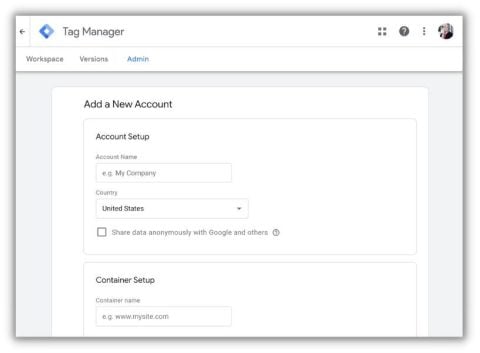 Tag Manager
Workspace Versions Admin
Add a New Account
Account Setup
Account Name
e.g. My Company
Country
United States
Share data anonymously with Google and others
Container Setup
Container name
e.g. www.mysite.com